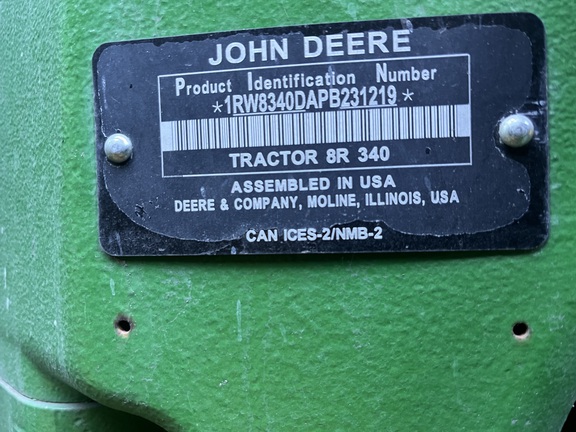 JOHN DEERE
Product Identification Number
*1RW8340DAPB231219*
TRACTOR 8R 340
ASSEMBLED IN USA
DEERE & COMPANY, MOLINE, ILLINOIS, USA
CAN ICES-2/NMB-2